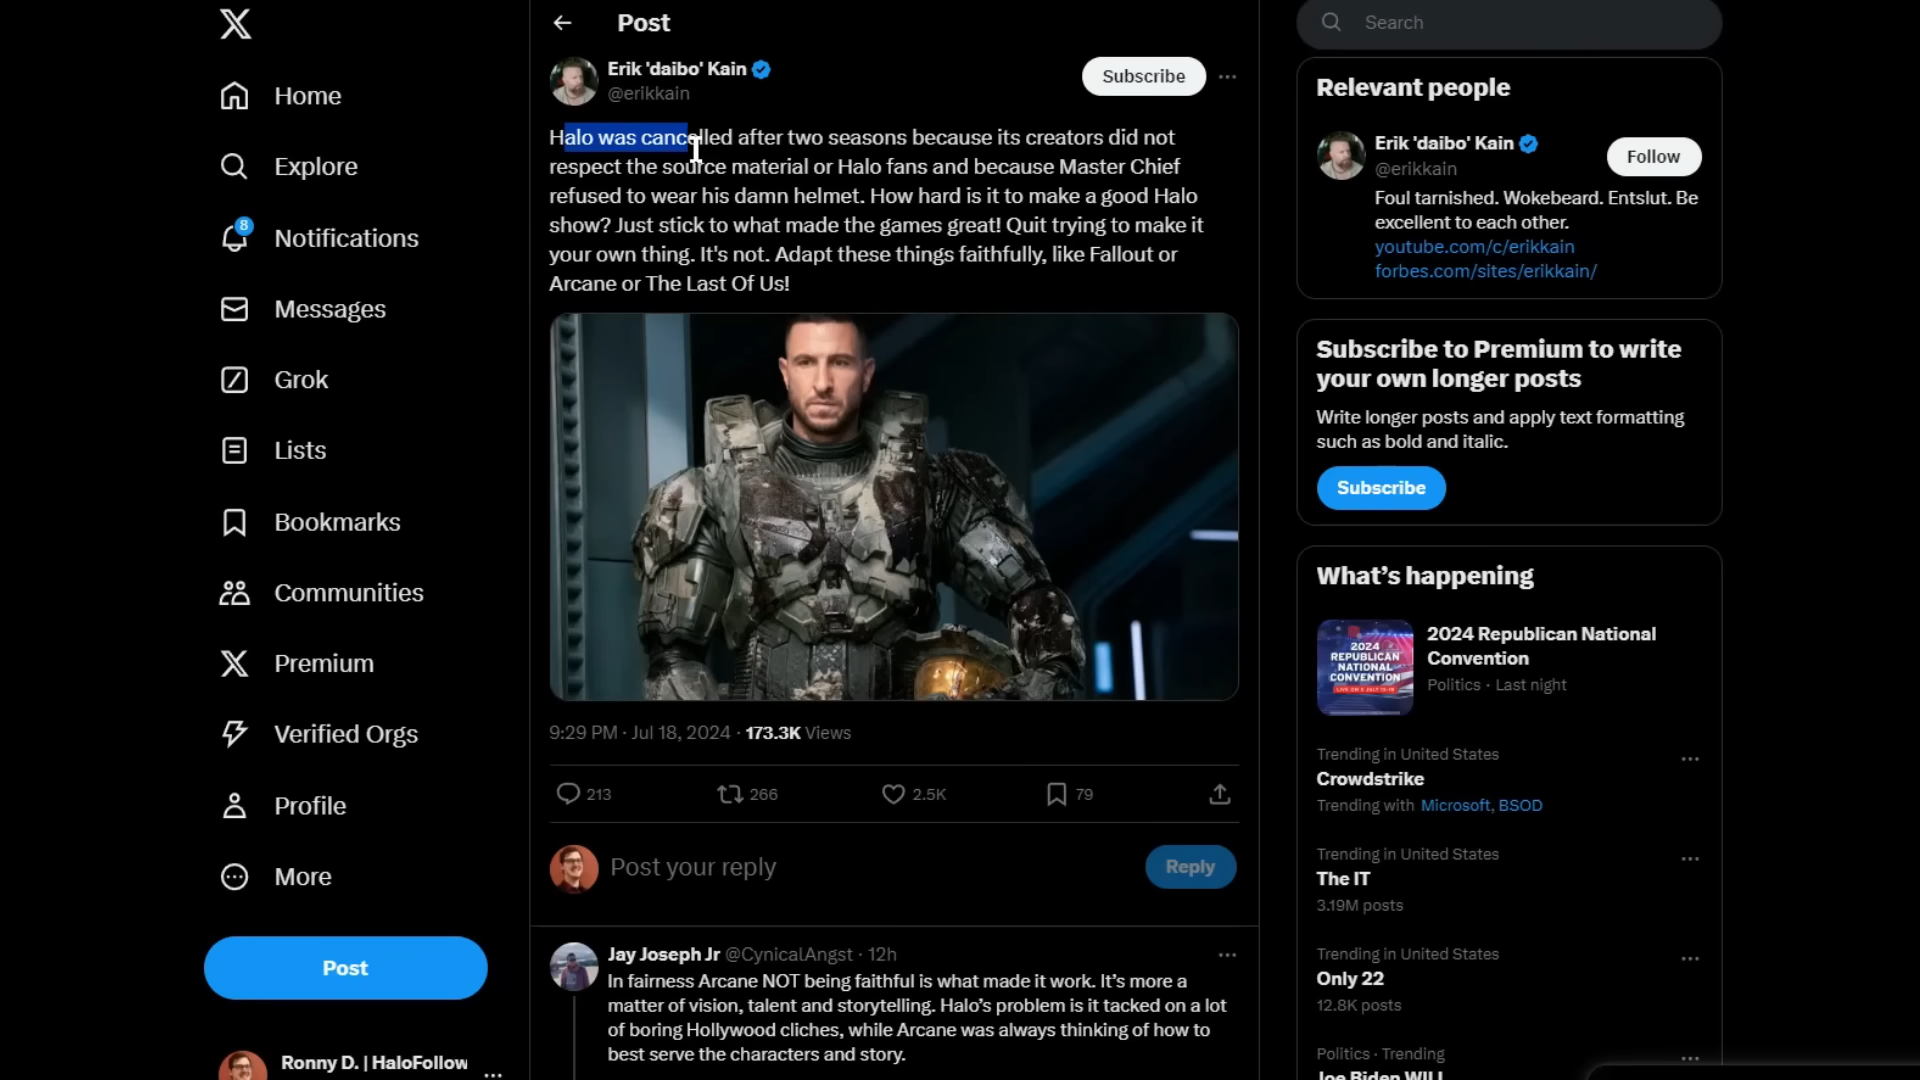 Home
Explore
8
Notifications
Messages
Grok
Lists
Bookmarks
Communities
Premium
Verified Orgs
Profile
More
Post
Ronny D. | HaloFollow
Post
Erik 'daibo' Kain
@erikkain
Subscribe
Halo was cancelled after two seasons because its creators did not
respect the source material or Halo fans and because Master Chief
refused to wear his damn helmet. How hard is it to make a good Halo
show? Just stick to what made the games great! Quit trying to make it
your own thing. It's not. Adapt these things faithfully, like Fallout or
Arcane or The Last Of Us!
9:29 PM · Jul 18, 2024 · 173.3K Views
213
266
2.5K
79
Post your reply
Reply
Jay Joseph Jr @CynicalAngst · 12h
In fairness Arcane NOT being faithful is what made it work. It's more a
matter of vision, talent and storytelling. Halo's problem is it tacked on a lot
of boring Hollywood cliches, while Arcane was always thinking of how to
best serve the characters and story.
Search
Relevant people
Erik 'daibo' Kain
@erikkain
Follow
Foul tarnished. Wokebeard. Entslut. Be
excellent to each other.
youtube.com/c/erikkain
forbes.com/sites/erikkain/
Subscribe to Premium to write
your own longer posts
Write longer posts and apply text formatting
such as bold and italic.
Subscribe
What's happening
2024
REPUBLICAN
NATIONAL
CONVENTION
2024 Republican National
Convention
Politics · Last night
Trending in United States
Crowdstrike
Trending with Microsoft, BSOD
Trending in United States
The IT
3.19M posts
Trending in United States
Only 22
12.8K posts
Politics · Trending
Joe Biden WILL